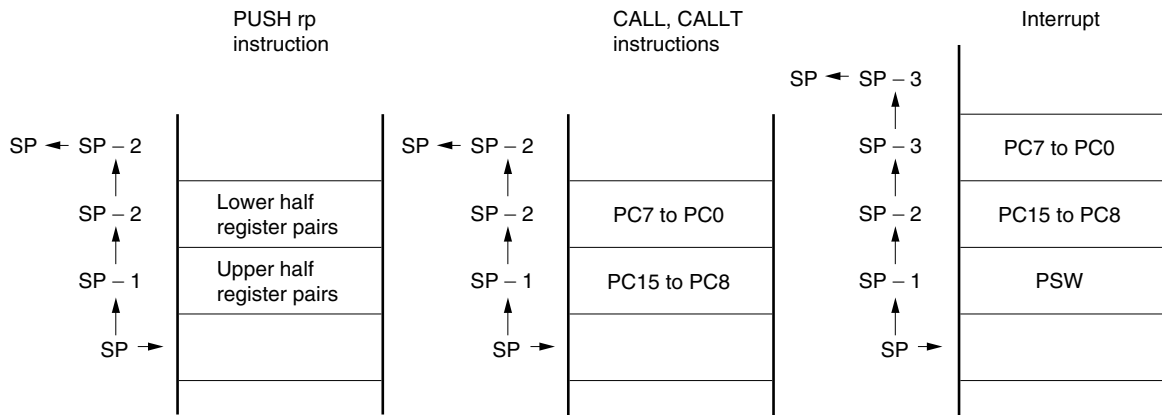 PUSH rp
instruction
SP ← SP – 2
SP – 2
Lower half
register pairs
SP – 1
Upper half
register pairs
SP
CALL, CALLT
instructions
SP ← SP – 2
SP – 2
PC7 to PC0
SP – 1
PC15 to PC8
SP
Interrupt
SP ← SP – 3
SP – 3
PC7 to PC0
SP – 2
PC15 to PC8
SP – 1
PSW
SP